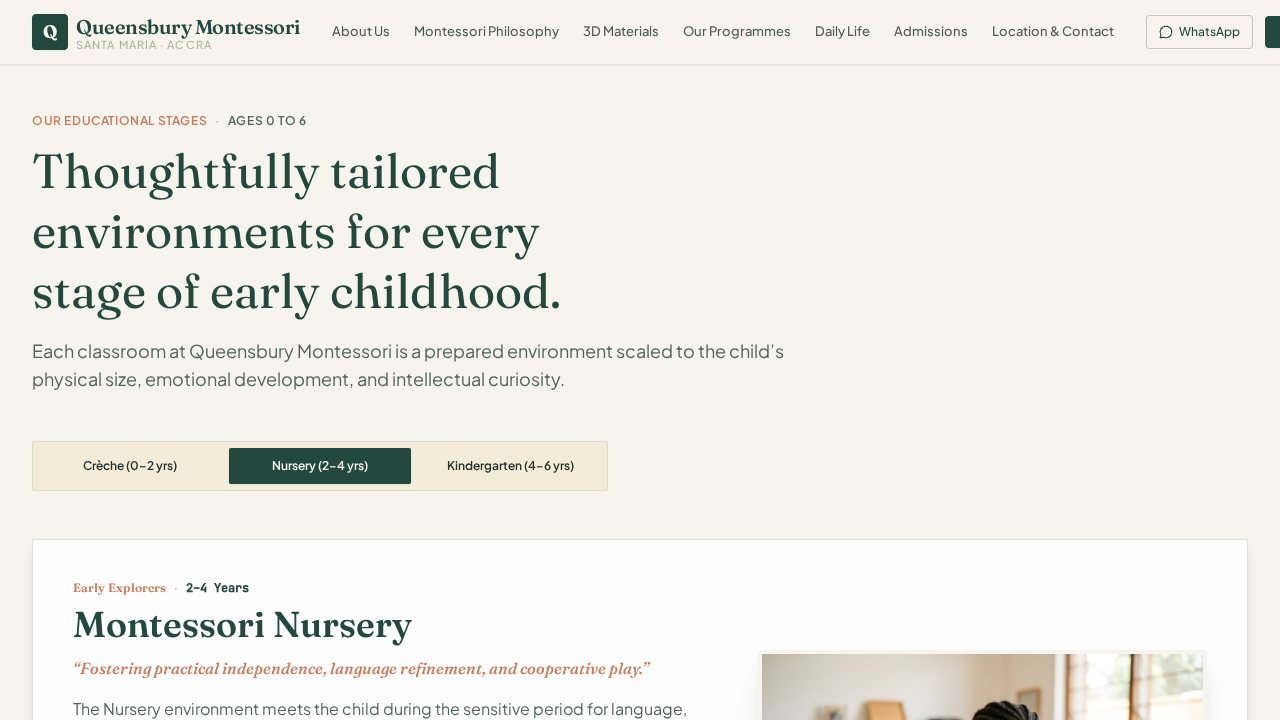 Q
Queensbury Montessori
SANTA MARIA · ACCRA
About Us
Montessori Philosophy
3D Materials
Our Programmes
Daily Life
Admissions
Location & Contact
WhatsApp
OUR EDUCATIONAL STAGES · AGES 0 TO 6
Thoughtfully tailored
environments for every
stage of early childhood.
Each classroom at Queensbury Montessori is a prepared environment scaled to the child’s
physical size, emotional development, and intellectual curiosity.
Crèche (0–2 yrs)
Nursery (2–4 yrs)
Kindergarten (4–6 yrs)
Early Explorers · 2–4 Years
Montessori Nursery
“Fostering practical independence, language refinement, and cooperative play.”
The Nursery environment meets the child during the sensitive period for language,